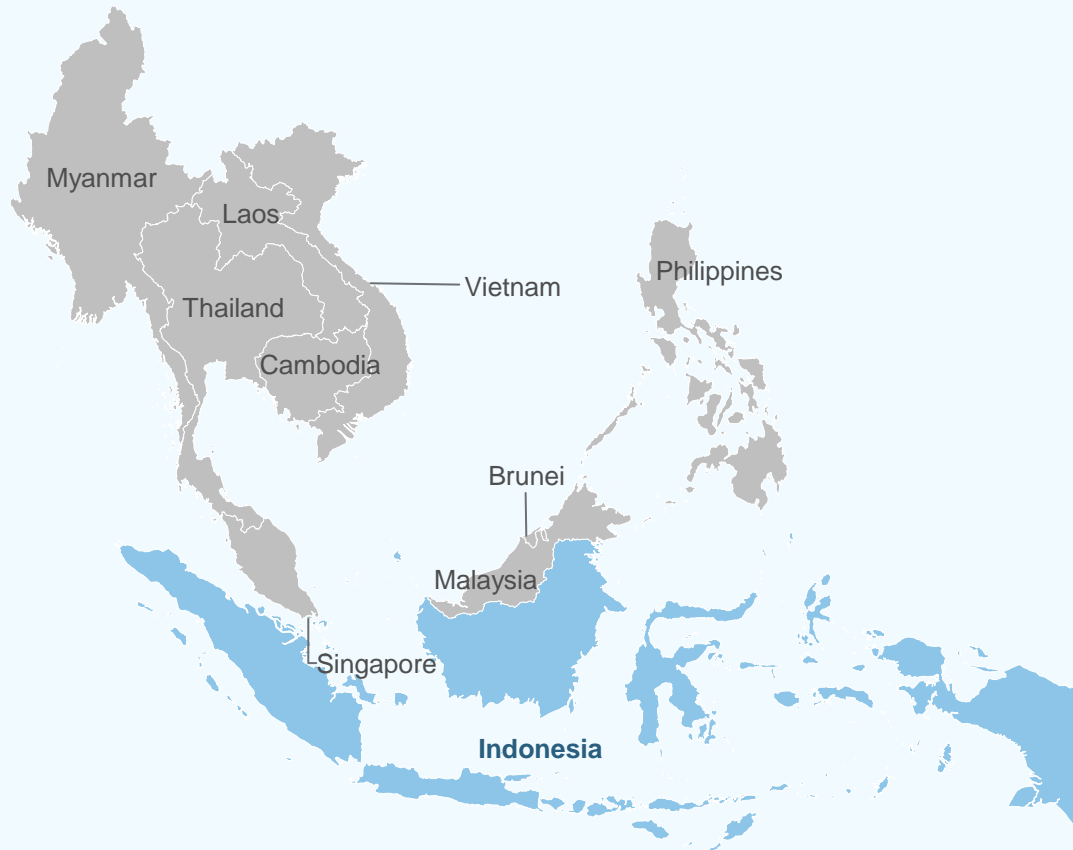 Myanmar
Laos
Philippines
Vietnam
Thailand
Cambodia
Brunei
Malaysia
Singapore
Indonesia